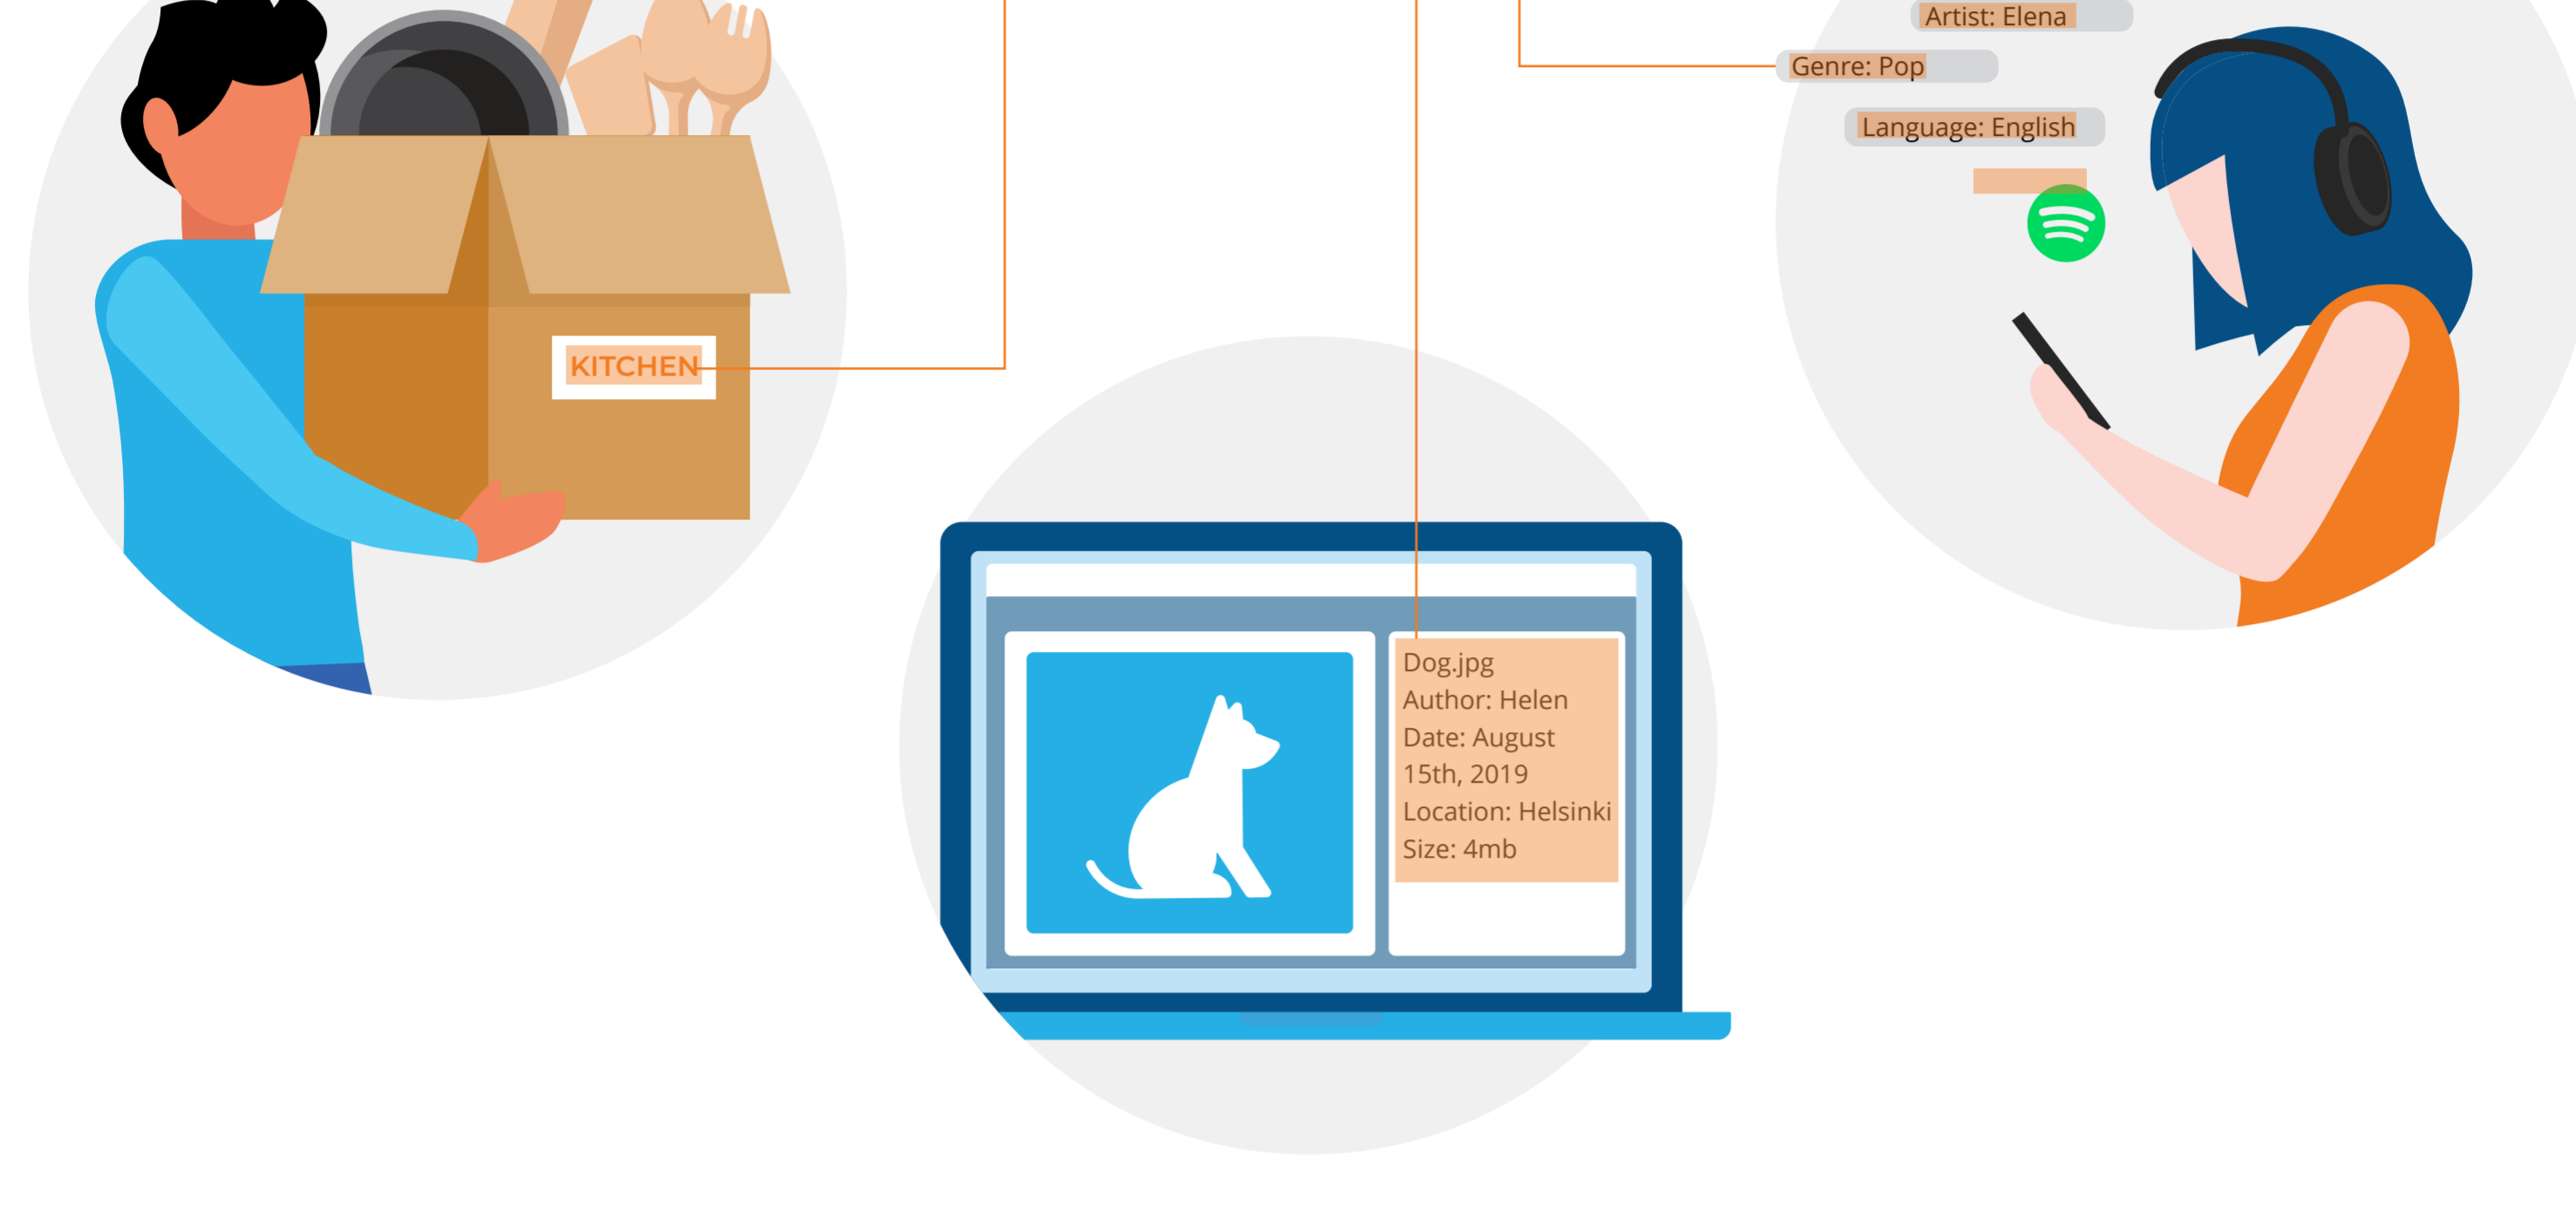 Artist: Elena
Genre: Pop
Language: English
KITCHEN
Dog.jpg
Author: Helen
Date: August
15th, 2019
Location: Helsinki
Size: 4mb